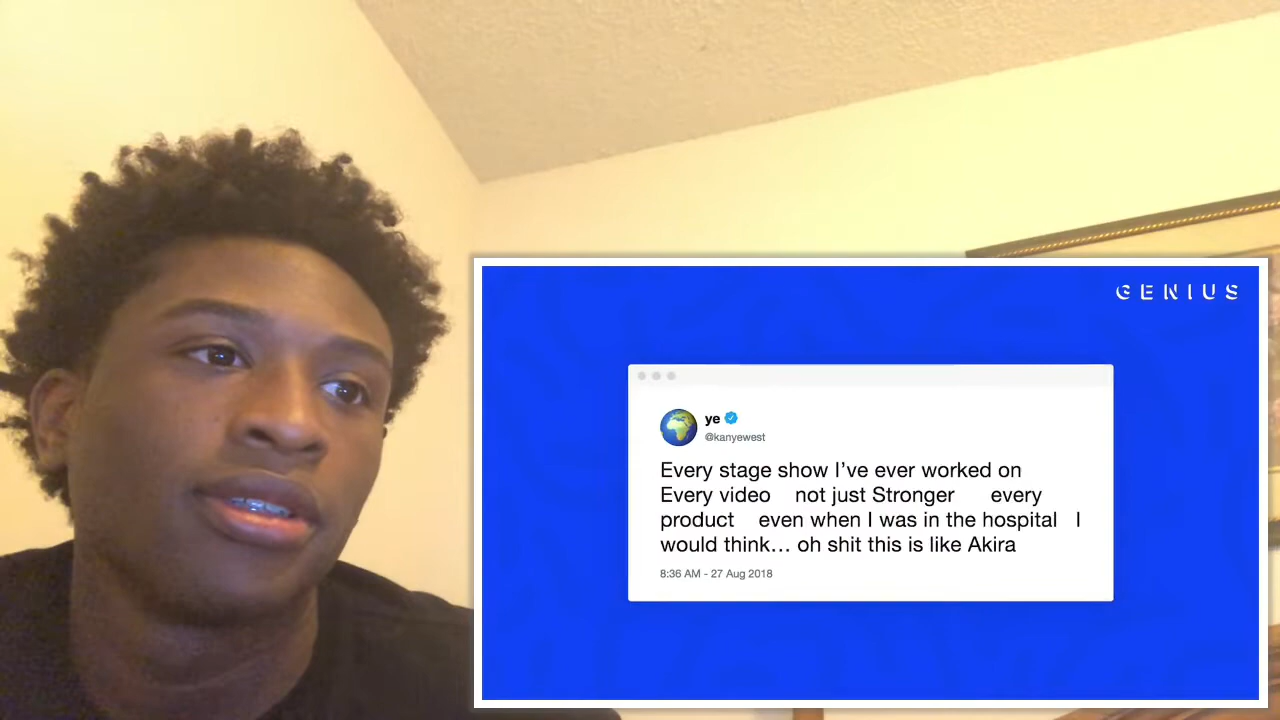 GENIUS
ye
@kanyewest
Every stage show I’ve ever worked on
Every video not just Stronger every
product even when I was in the hospital I
would think… oh shit this is like Akira
8:36 AM - 27 Aug 2018